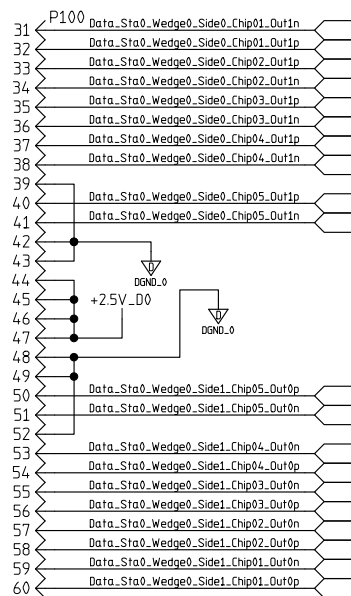 P100
31 Data_Sta0_Wedge0_Side0_Chip01_Out1n
32 Data_Sta0_Wedge0_Side0_Chip01_Out1p
33 Data_Sta0_Wedge0_Side0_Chip02_Out1p
34 Data_Sta0_Wedge0_Side0_Chip02_Out1n
35 Data_Sta0_Wedge0_Side0_Chip03_Out1p
36 Data_Sta0_Wedge0_Side0_Chip03_Out1n
37 Data_Sta0_Wedge0_Side0_Chip04_Out1p
38 Data_Sta0_Wedge0_Side0_Chip04_Out1n
39
40 Data_Sta0_Wedge0_Side0_Chip05_Out1p
41 Data_Sta0_Wedge0_Side0_Chip05_Out1n
42
43
D
DGND_0
44
45 +2.5V_D0
46
47
D
DGND_0
48
49
50 Data_Sta0_Wedge0_Side1_Chip05_Out0p
51 Data_Sta0_Wedge0_Side1_Chip05_Out0n
52
53 Data_Sta0_Wedge0_Side1_Chip04_Out0n
54 Data_Sta0_Wedge0_Side1_Chip04_Out0p
55 Data_Sta0_Wedge0_Side1_Chip03_Out0n
56 Data_Sta0_Wedge0_Side1_Chip03_Out0p
57 Data_Sta0_Wedge0_Side1_Chip02_Out0n
58 Data_Sta0_Wedge0_Side1_Chip02_Out0p
59 Data_Sta0_Wedge0_Side1_Chip01_Out0n
60 Data_Sta0_Wedge0_Side1_Chip01_Out0p